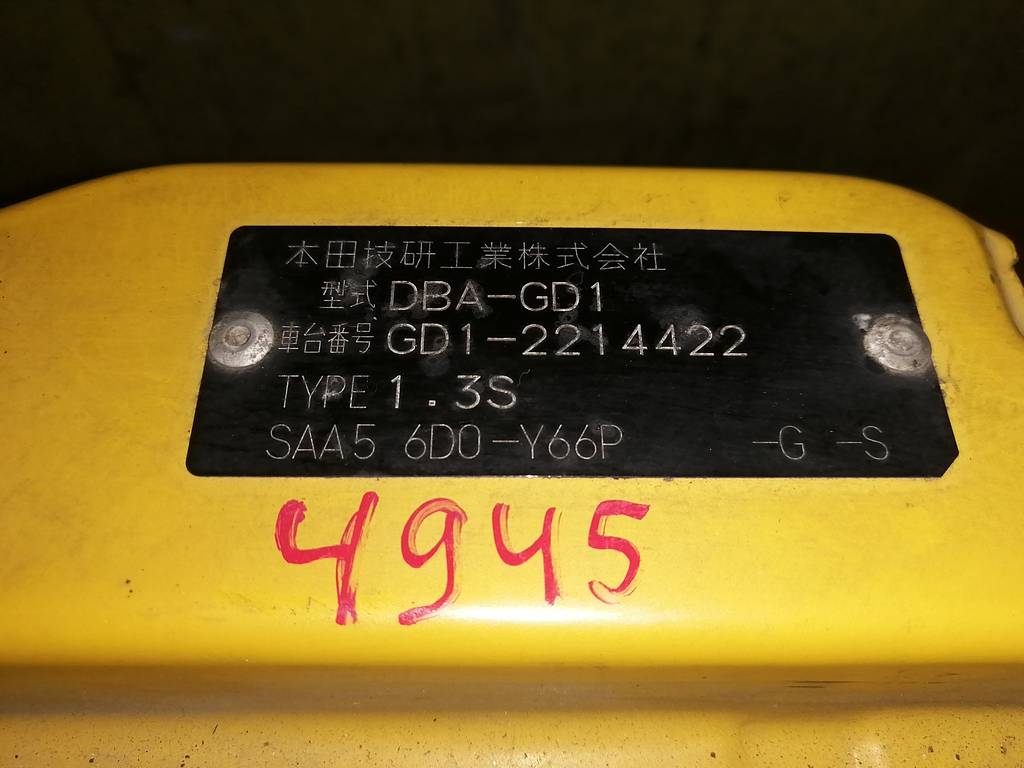 本田技研工業株式会社
型式 DBA-GD1
車台番号 GD1-2214422
TYPE 1.3S
SAA5 6D0-Y66P -G -S
4945